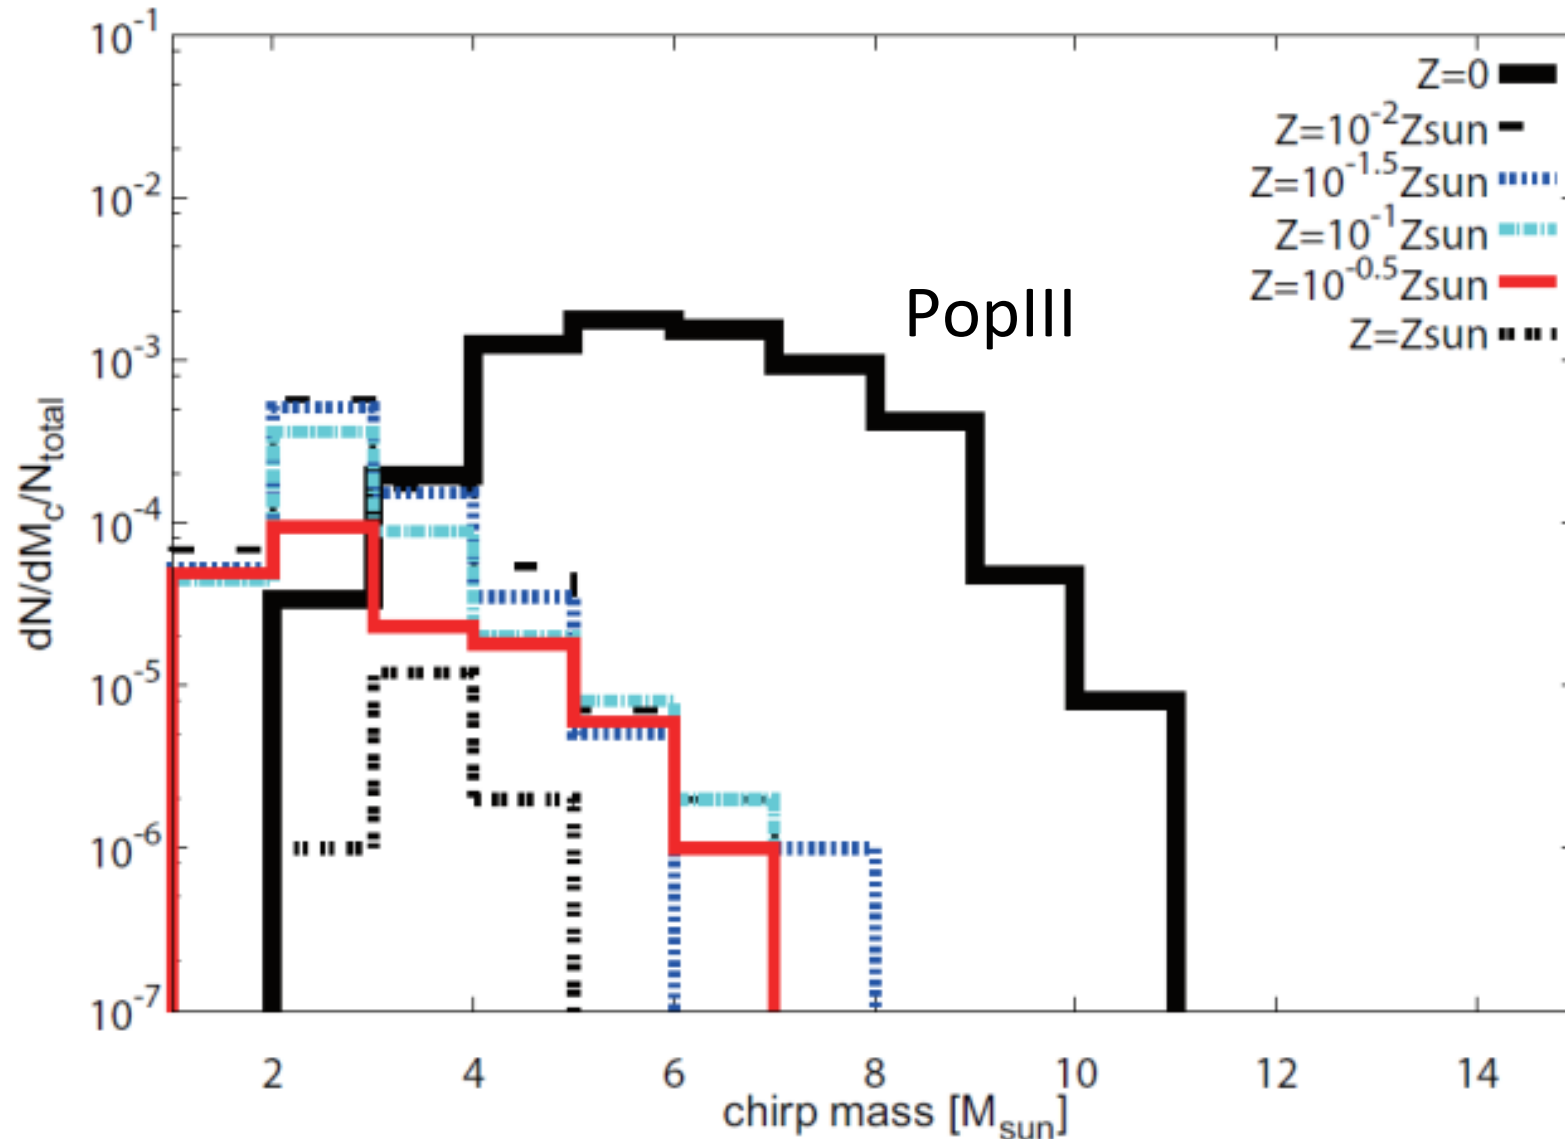 10^-1
10^-2
10^-3
10^-4
10^-5
10^-6
10^-7
dN/dM_C/N_total
Z=0
Z=10^-2Zsun
Z=10^-1.5Zsun
Z=10^-1Zsun
Z=10^-0.5Zsun
Z=Zsun
PopIII
2 4 6 8 10 12 14
chirp mass [M_sun]